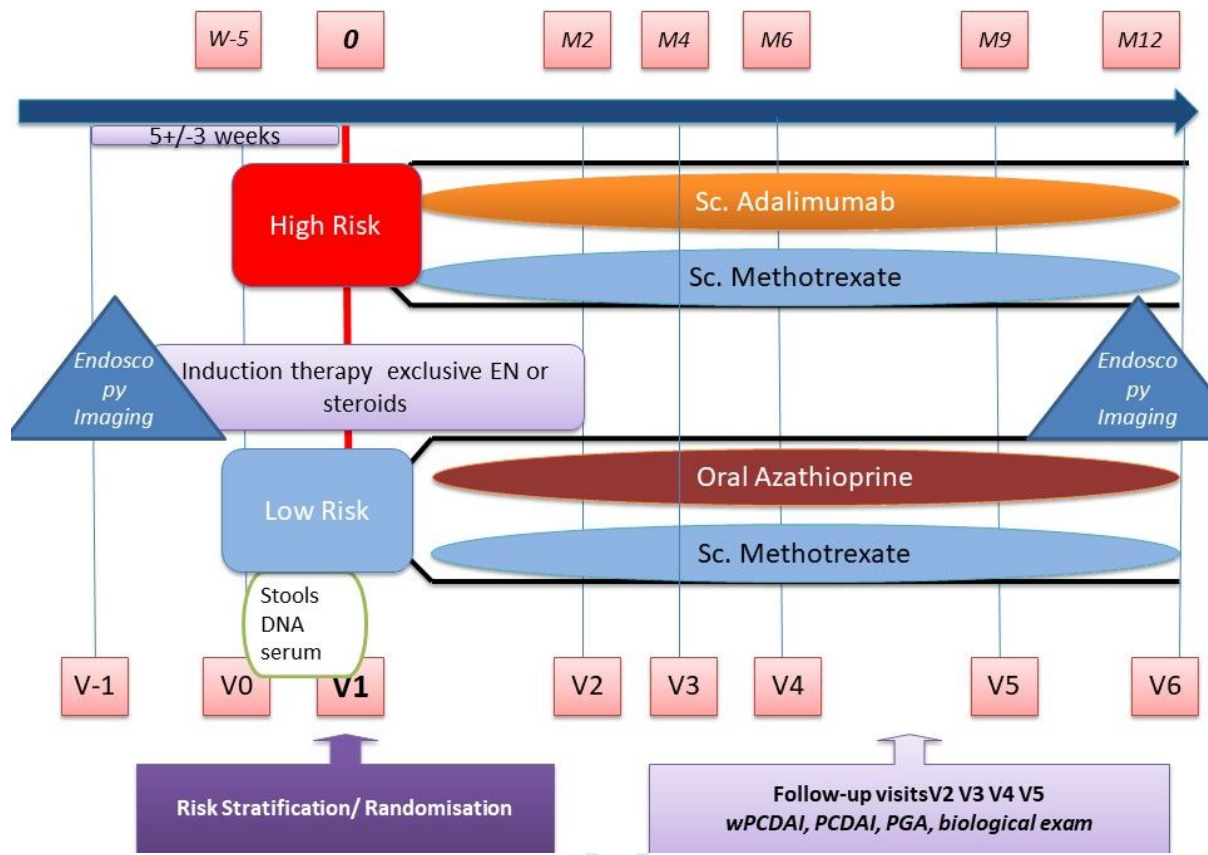 W-5
0
M2
M4
M6
M9
M12
5+/-3 weeks
High Risk
Sc. Adalimumab
Sc. Methotrexate
Endosco
py
Imaging
Induction therapy exclusive EN or
steroids
Endosco
py
Imaging
Low Risk
Oral Azathioprine
Sc. Methotrexate
Stools
DNA
serum
V-1
V0
V1
V2
V3
V4
V5
V6
Risk Stratification/ Randomisation
Follow-up visitsV2 V3 V4 V5
wPCDAI, PCDAI, PGA, biological exam